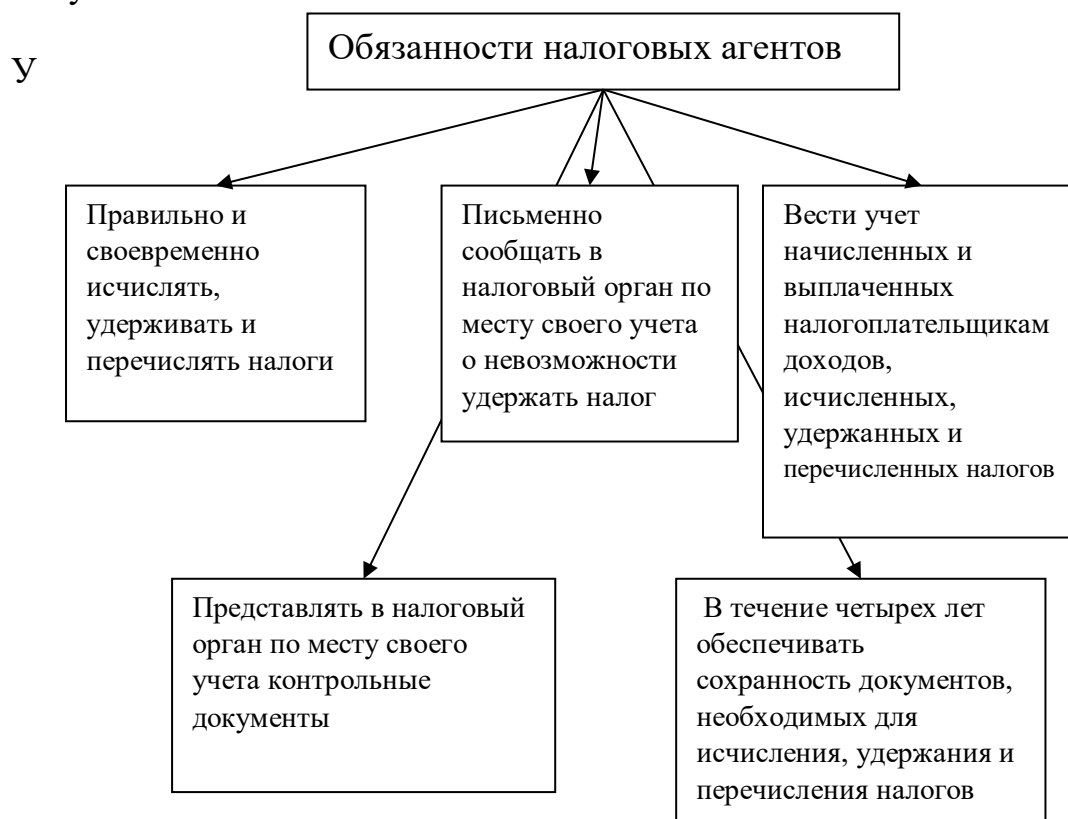 у
У
Обязанности налоговых агентов
Правильно и
своевременно
исчислять,
удерживать и
перечислять налоги
Письменно
сообщать в
налоговый орган по
месту своего учета
о невозможности
удержать налог
Вести учет
начисленных и
выплаченных
налогоплательщикам
доходов,
исчисленных,
удержанных и
перечисленных налогов
Представлять в налоговый
орган по месту своего
учета контрольные
документы
В течение четырех лет
обеспечивать
сохранность документов,
необходимых для
исчисления, удержания и
перечисления налогов